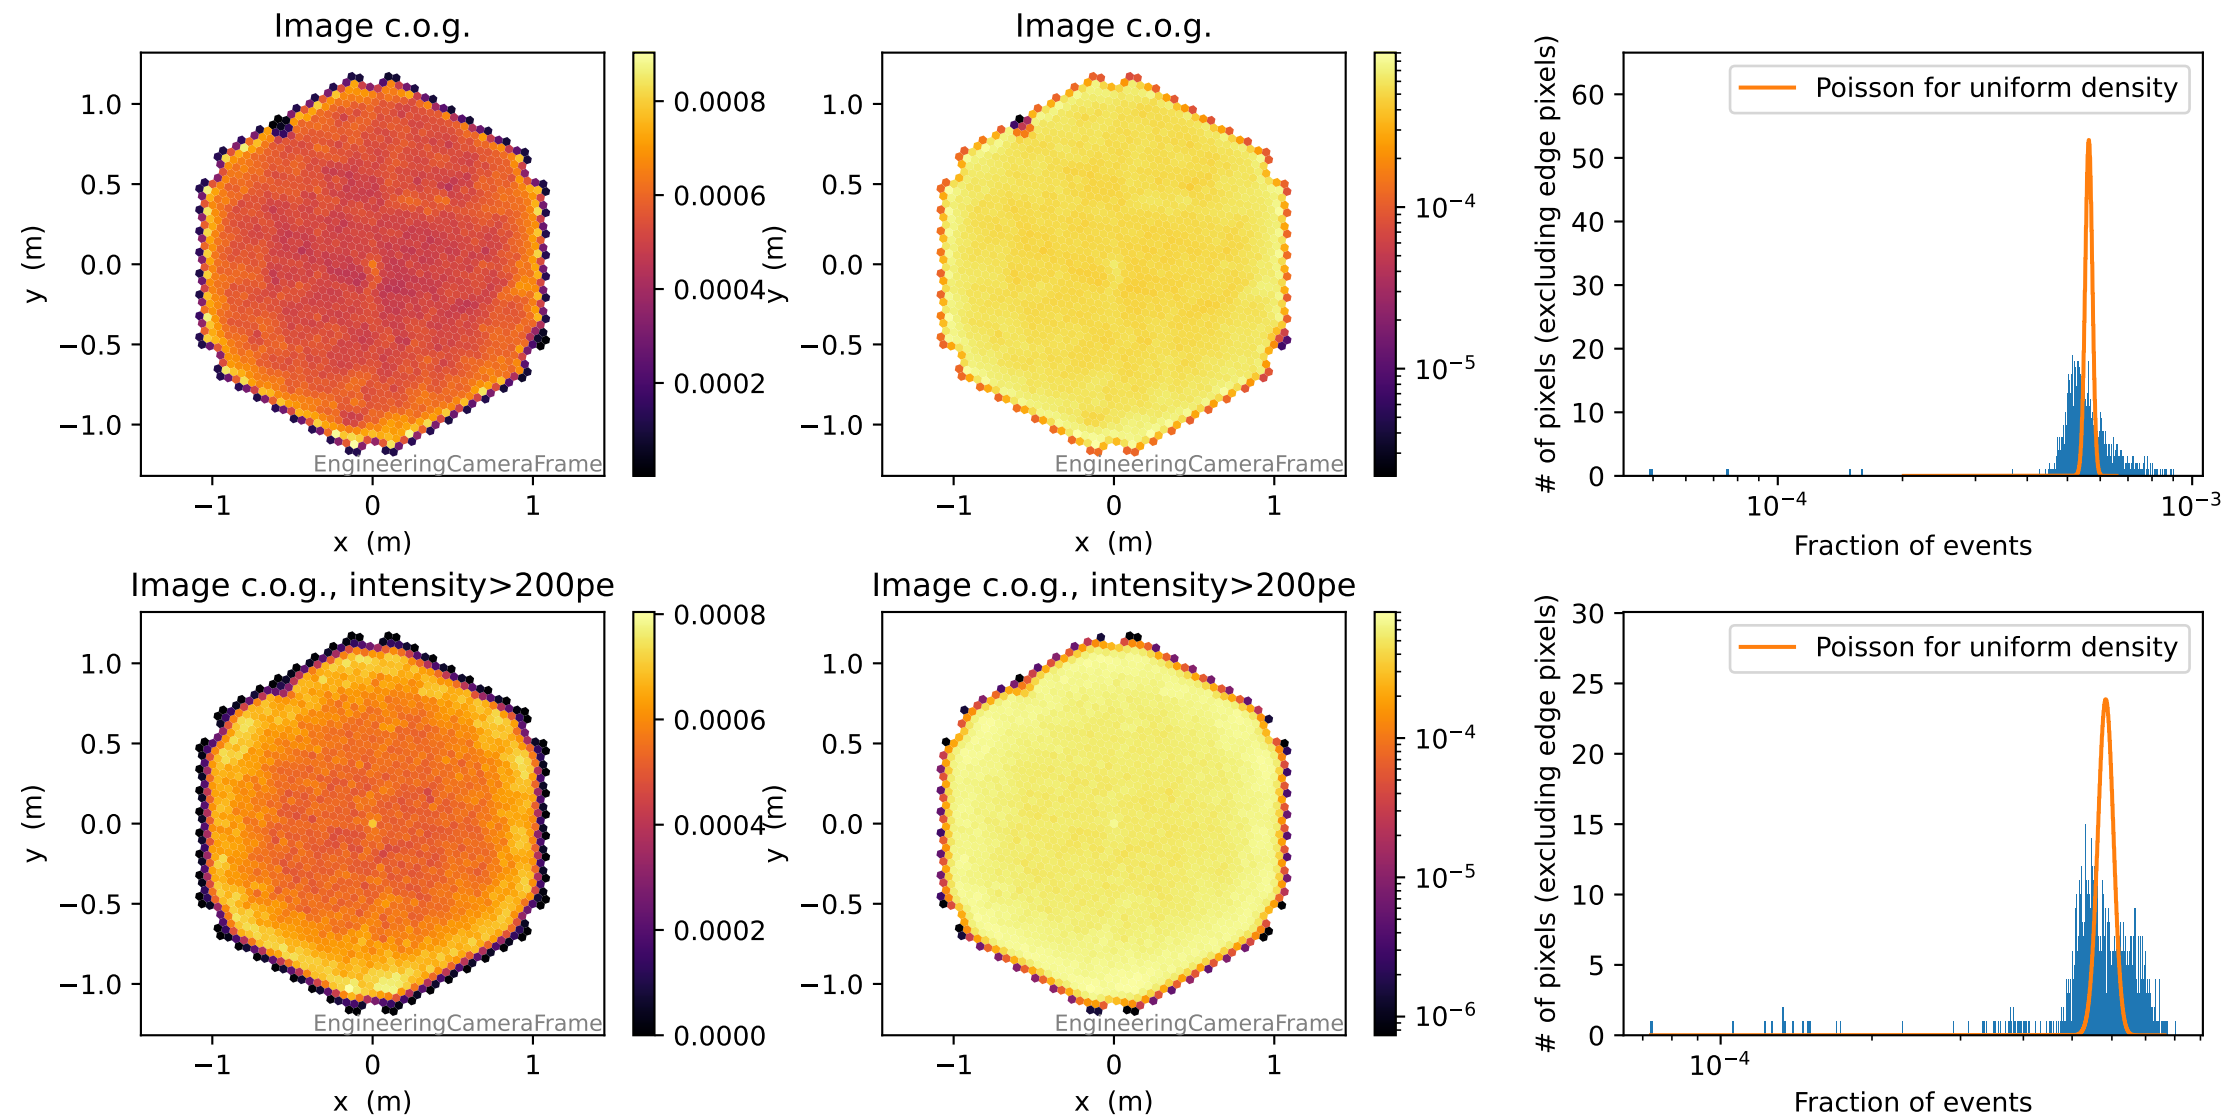 Image c.o.g.
1.0
0.5
0.0
−0.5
−1.0
y (m)
−1 0 1
x (m)
EngineeringCameraFrame
0.0008
0.0006
0.0004
0.0002
Image c.o.g.
1.0
0.5
0.0
−0.5
−1.0
y (m)
−1 0 1
x (m)
EngineeringCameraFrame
10⁻⁴
10⁻⁵
Poisson for uniform density
60
50
40
30
20
10
0
# of pixels (excluding edge pixels)
10⁻⁴ 10⁻³
Fraction of events
Image c.o.g., intensity>200pe
1.0
0.5
0.0
−0.5
−1.0
y (m)
−1 0 1
x (m)
EngineeringCameraFrame
0.0008
0.0006
0.0004
0.0002
0.0000
Image c.o.g., intensity>200pe
1.0
0.5
0.0
−0.5
−1.0
y (m)
−1 0 1
x (m)
EngineeringCameraFrame
10⁻⁴
10⁻⁵
10⁻⁶
Poisson for uniform density
30
25
20
15
10
5
0
# of pixels (excluding edge pixels)
10⁻⁴
Fraction of events